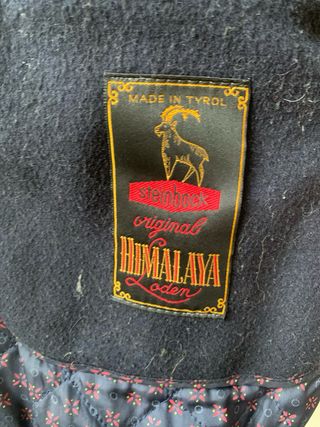 MADE IN TYROL
steinbock
original
HIMALAYA
Loden